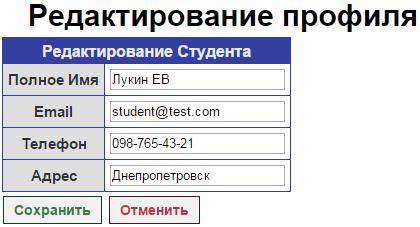 Редактирование профиля
Редактирование Студента
Полное Имя Лукин ЕВ
Email student@test.com
Телефон 098-765-43-21
Адрес Днепропетровск
Сохранить Отменить